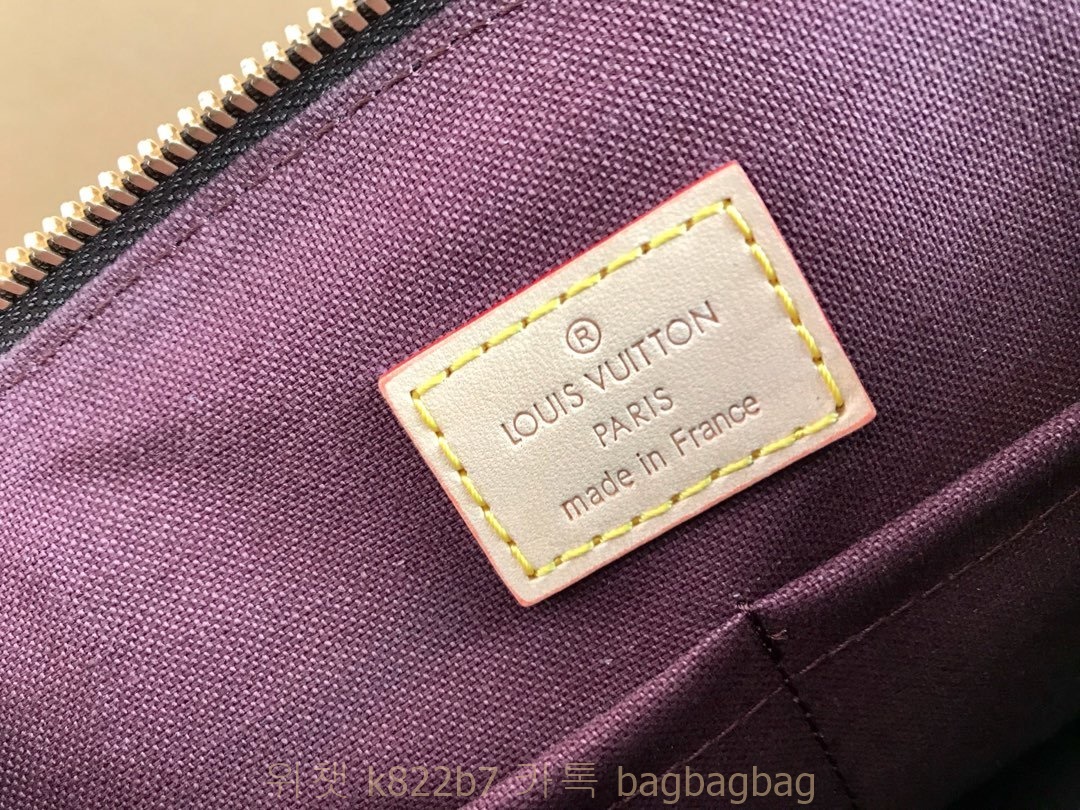 ®
LOUIS VUITTON
PARIS
made in France
위챗 k822b7 카톡 bagbagbag